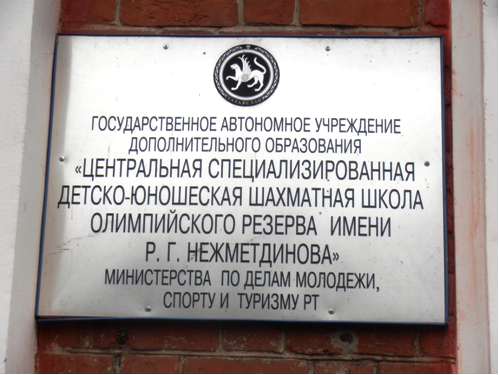 ТАТАРСТАН
ГОСУДАРСТВЕННОЕ АВТОНОМНОЕ УЧРЕЖДЕНИЕ
ДОПОЛНИТЕЛЬНОГО ОБРАЗОВАНИЯ
«ЦЕНТРАЛЬНАЯ СПЕЦИАЛИЗИРОВАННАЯ
ДЕТСКО-ЮНОШЕСКАЯ ШАХМАТНАЯ ШКОЛА
ОЛИМПИЙСКОГО РЕЗЕРВА ИМЕНИ
Р. Г. НЕЖМЕТДИНОВА»
МИНИСТЕРСТВА ПО ДЕЛАМ МОЛОДЕЖИ,
СПОРТУ И ТУРИЗМУ РТ